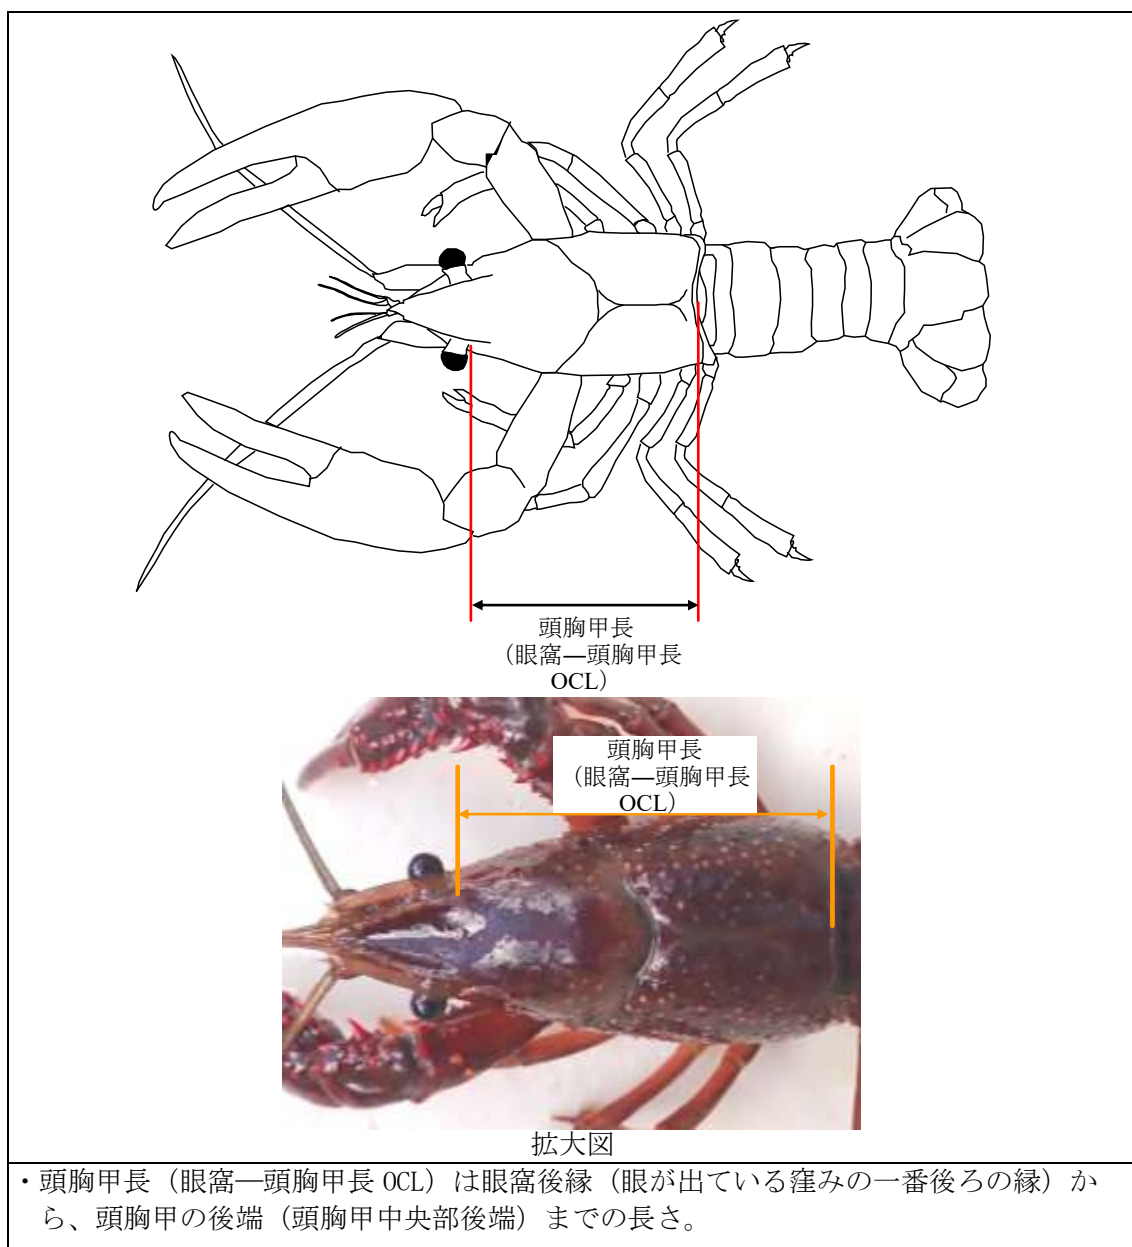 頭胸甲長
（眼窩―頭胸甲長
OCL）
頭胸甲長
（眼窩―頭胸甲長
OCL）
拡大図
・頭胸甲長（眼窩―頭胸甲長 OCL）は眼窩後縁（眼が出ている窪みの一番後ろの縁）か
ら、頭胸甲の後端（頭胸甲中央部後端）までの長さ。